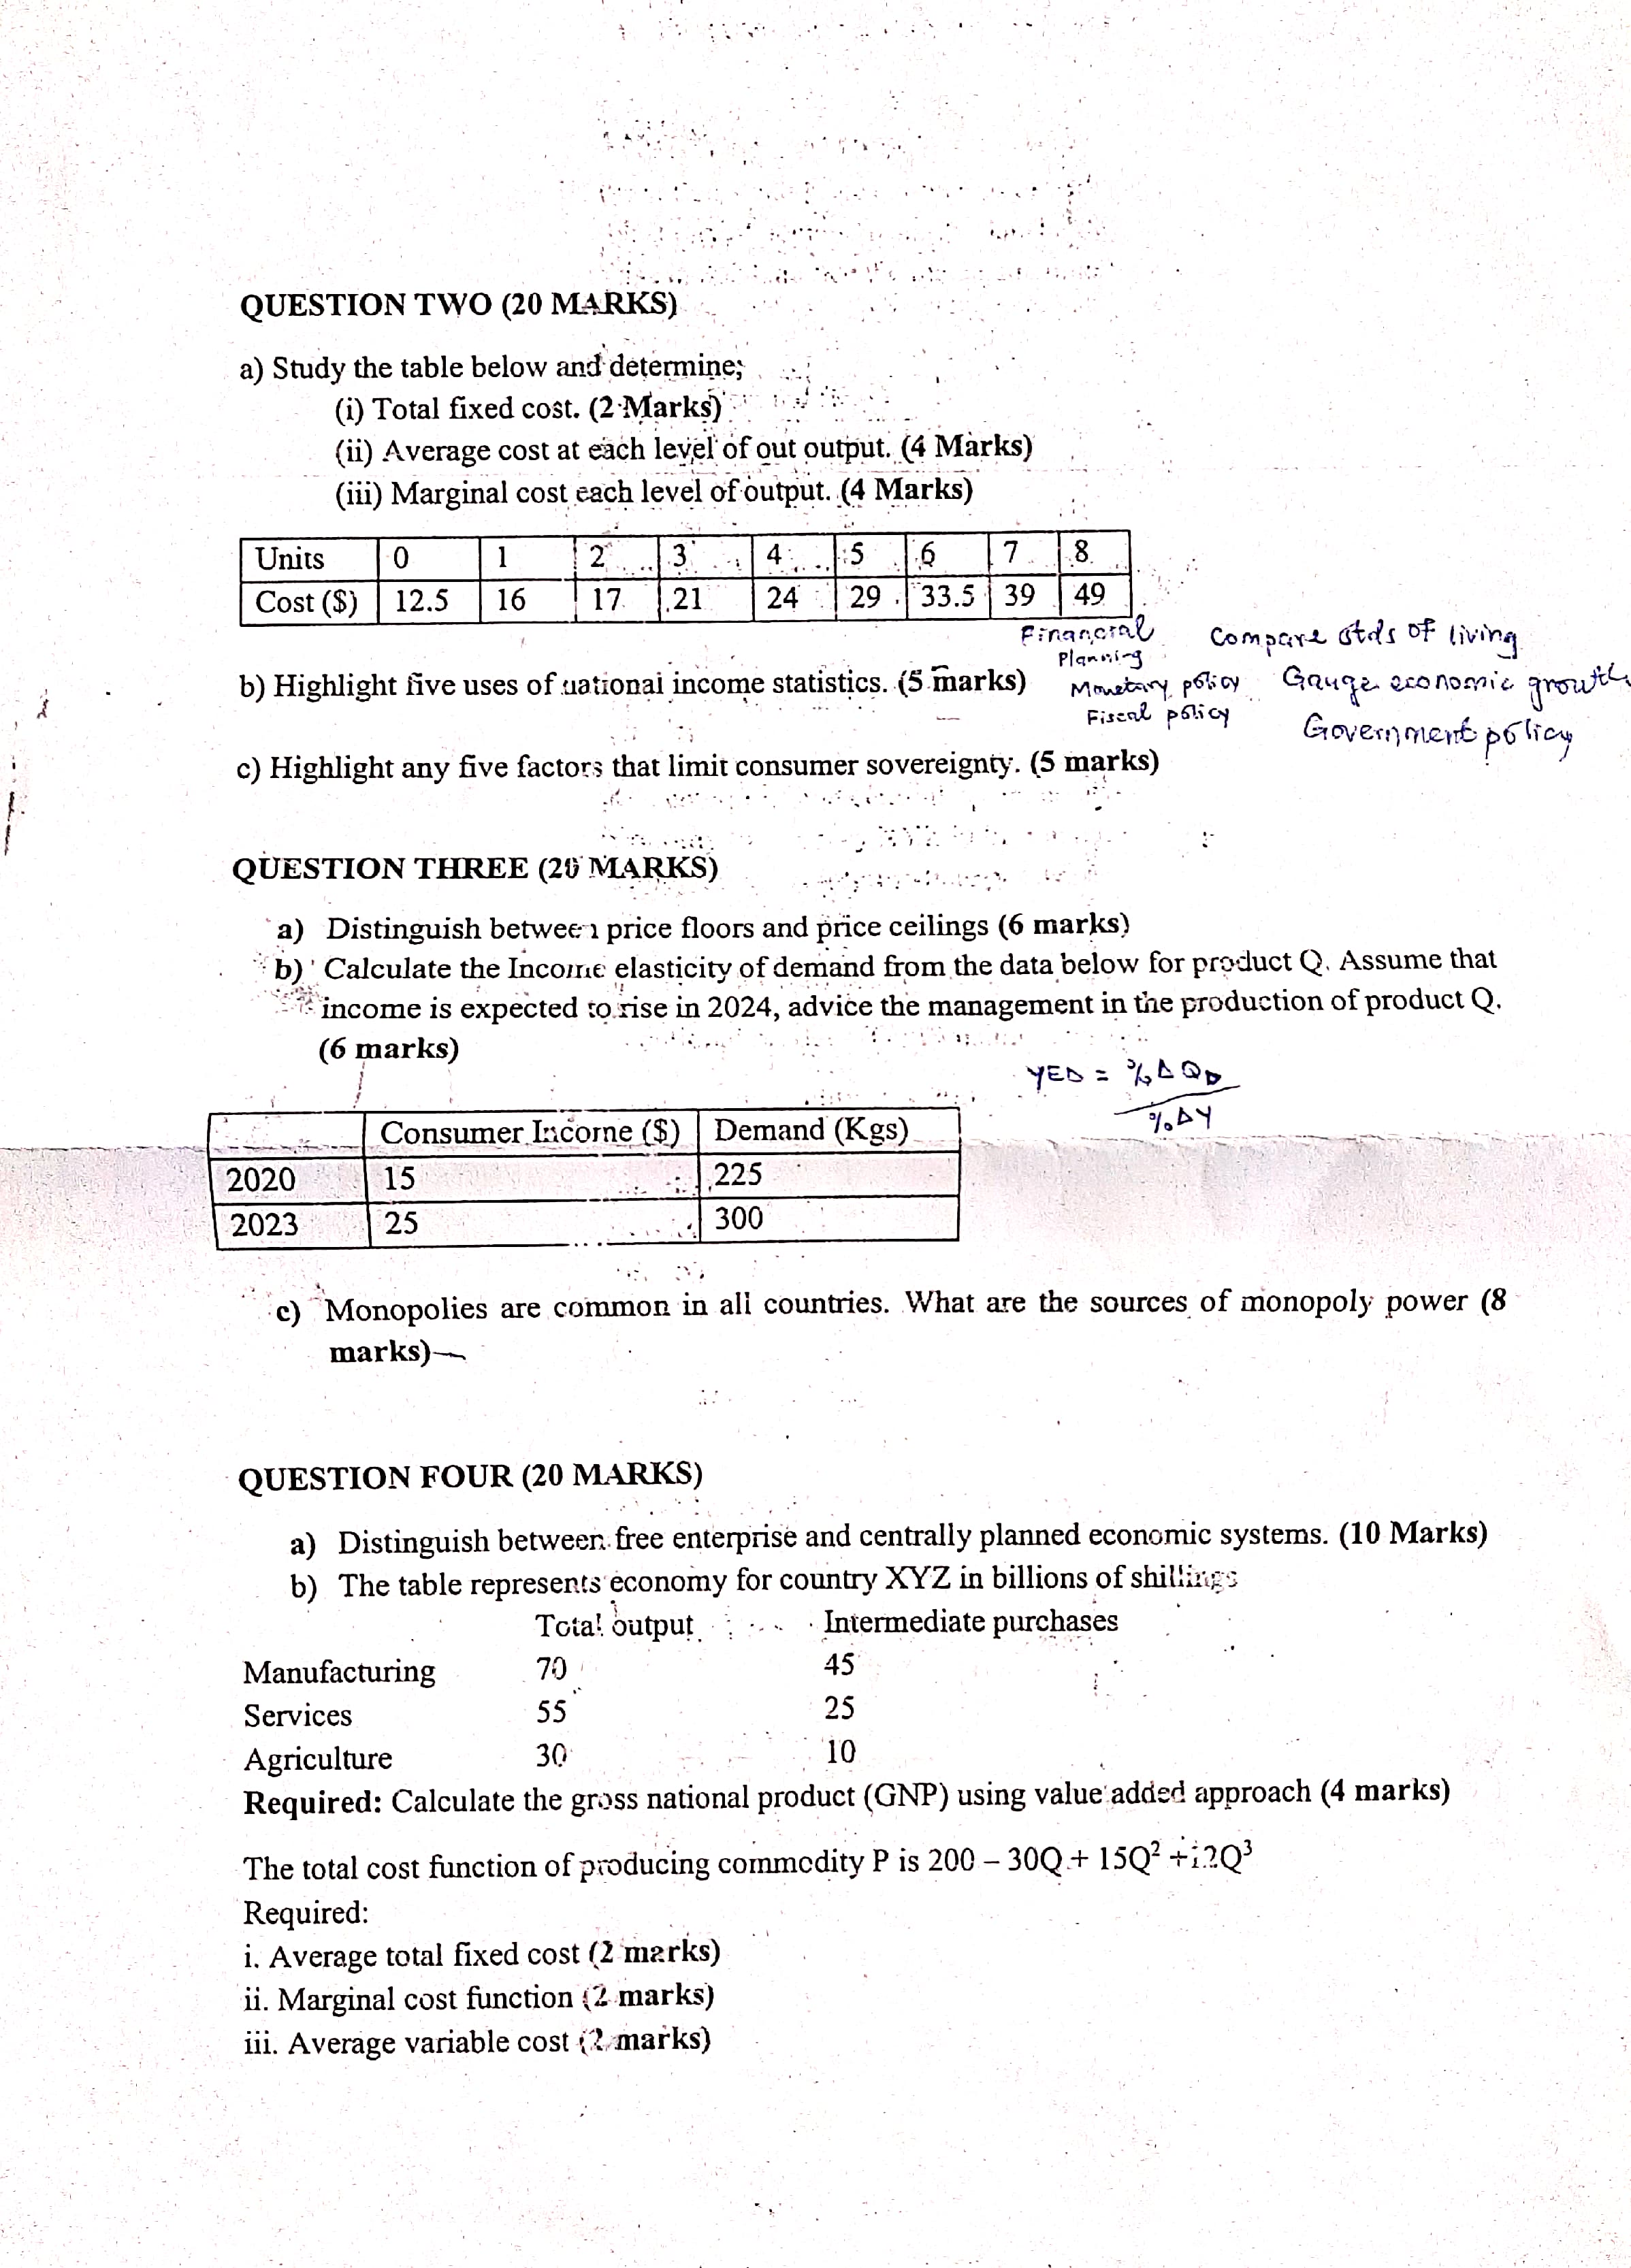 QUESTION TWO (20 MARKS)
a) Study the table below and determine;
(i) Total fixed cost. (2 Marks)
(ii) Average cost at each level of out output. (4 Marks)
(iii) Marginal cost each level of output. (4 Marks)
Units 0 1 2 3 4 5 6 7 8
Cost ($) 12.5 16 17 21 24 29 33.5 39 49
Financial
Planning
Monetary policy
Fiscal policy
Compare stds of living
Gauge economic growth
Government policy
b) Highlight five uses of national income statistics. (5 marks)
c) Highlight any five factors that limit consumer sovereignty. (5 marks)
QUESTION THREE (20 MARKS)
a) Distinguish between price floors and price ceilings (6 marks)
b) Calculate the Income elasticity of demand from the data below for product Q. Assume that
income is expected to rise in 2024, advice the management in the production of product Q.
(6 marks)
YED = %ΔQD
%ΔY
Consumer Income ($) Demand (Kgs)
2020 15 225
2023 25 300
c) Monopolies are common in all countries. What are the sources of monopoly power (8
marks)
QUESTION FOUR (20 MARKS)
a) Distinguish between free enterprise and centrally planned economic systems. (10 Marks)
b) The table represents economy for country XYZ in billions of shillings
Total output Intermediate purchases
Manufacturing 70 45
Services 55 25
Agriculture 30 10
Required: Calculate the gross national product (GNP) using value added approach (4 marks)
The total cost function of producing commodity P is 200 – 30Q + 15Q² + 2Q³
Required:
i. Average total fixed cost (2 marks)
ii. Marginal cost function (2 marks)
iii. Average variable cost (2 marks)